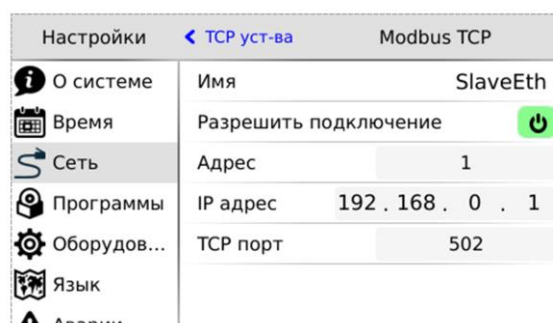 Настройки
TCP уст-ва
Modbus TCP
О системе
Имя
SlaveEth
Время
Разрешить подключение
Сеть
Адрес
1
Программы
IP адрес
192 . 168 . 0 . 1
Оборудов...
TCP порт
502
Язык
Аварии